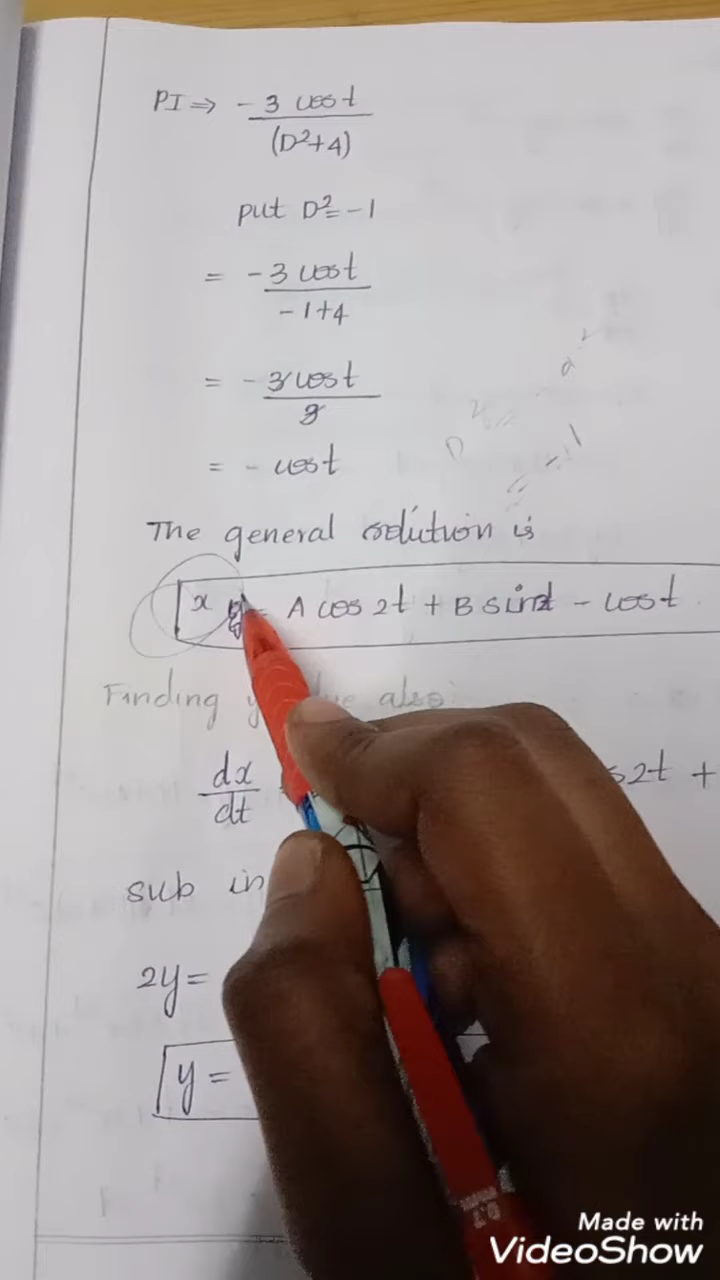 PI ⇒ - 3 cos t
(D²+4)
put D²=-1
= - 3 cos t
-1+4
= - 3 cos t
3
= - cos t
The general solution is
x = A cos 2t + B sin 2t - cos t
Finding also
dx
dt
s 2t +
sub in
2y=
y =
Made with
VideoShow